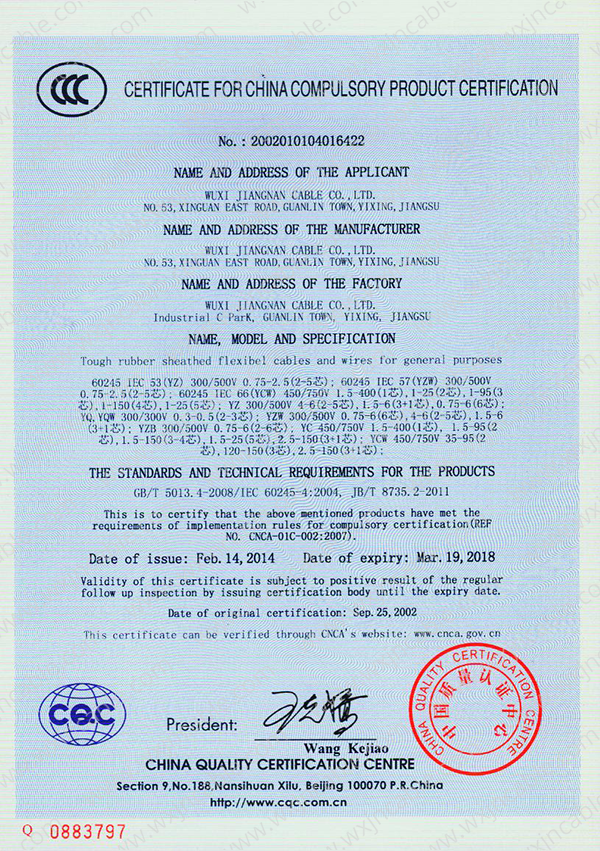 CERTIFICATE FOR CHINA COMPULSORY PRODUCT CERTIFICATION
No. : 2002010104016422
NAME AND ADDRESS OF THE APPLICANT
WUXI JIANGNAN CABLE CO., LTD.
NO. 53, XINGUAN EAST ROAD, GUANLIN TOWN, YIXING, JIANGSU
NAME AND ADDRESS OF THE MANUFACTURER
WUXI JIANGNAN CABLE CO., LTD.
NO. 53, XINGUAN EAST ROAD, GUANLIN TOWN, YIXING, JIANGSU
NAME AND ADDRESS OF THE FACTORY
WUXI JIANGNAN CABLE CO., LTD.
Industrial C ParK, GUANLIN TOWN, YIXING, JIANGSU
NAME, MODEL AND SPECIFICATION
Tough rubber sheathed flexibel cables and wires for general purposes
60245 IEC 53(YZ) 300/500V 0.75-2.5(2-5芯); 60245 IEC 57(YZW) 300/500V
0.75-2.5(2-5芯); 60245 IEC 66(YCW) 450/750V 1.5-400(1芯),1-25(2芯),1-95(3
芯),1-150(4芯),1-25(5芯); YZ 300/500V 4-6(2-5芯),1.5-6(3+1芯),0.75-6(6芯);
YQ,YQW 300/300V 0.3-0.5(2-3芯); YZW 300/500V 0.75-6(6芯),4-6(2-5芯),1.5-6
(3+1芯); YZB 300/500V 0.75-6(2-6芯); YC 450/750V 1.5-400(1芯), 1.5-95(2
芯),1.5-150(3-4芯),1.5-25(5芯),2.5-150(3+1芯); YCW 450/750V 35-95(2
芯),120-150(3芯),2.5-150(3+1芯);
THE STANDARDS AND TECHNICAL REQUIREMENTS FOR THE PRODUCTS
GB/T 5013.4-2008/IEC 60245-4:2004, JB/T 8735.2-2011
This is to certify that the above mentioned products have met the
requirements of implementation rules for compulsory certification(REF
NO. CNCA-01C-002:2007).
Date of issue: Feb. 14, 2014 Date of expiry: Mar. 19, 2018
Validity of this certificate is subject to positive result of the regular
follow up inspection by issuing certification body until the expiry date.
Date of original certification: Sep. 25, 2002
This certificate can be verified through CNCA's website: www.cnca.gov.cn
CHINA QUALITY CERTIFICATION CENTRE
中国质量认证中心
CQC
President:
Wang Kejiao
CHINA QUALITY CERTIFICATION CENTRE
Section 9, No.188, Nansihuan Xilu, Beijing 100070 P.R.China
http://www.cqc.com.cn
Q 0883797